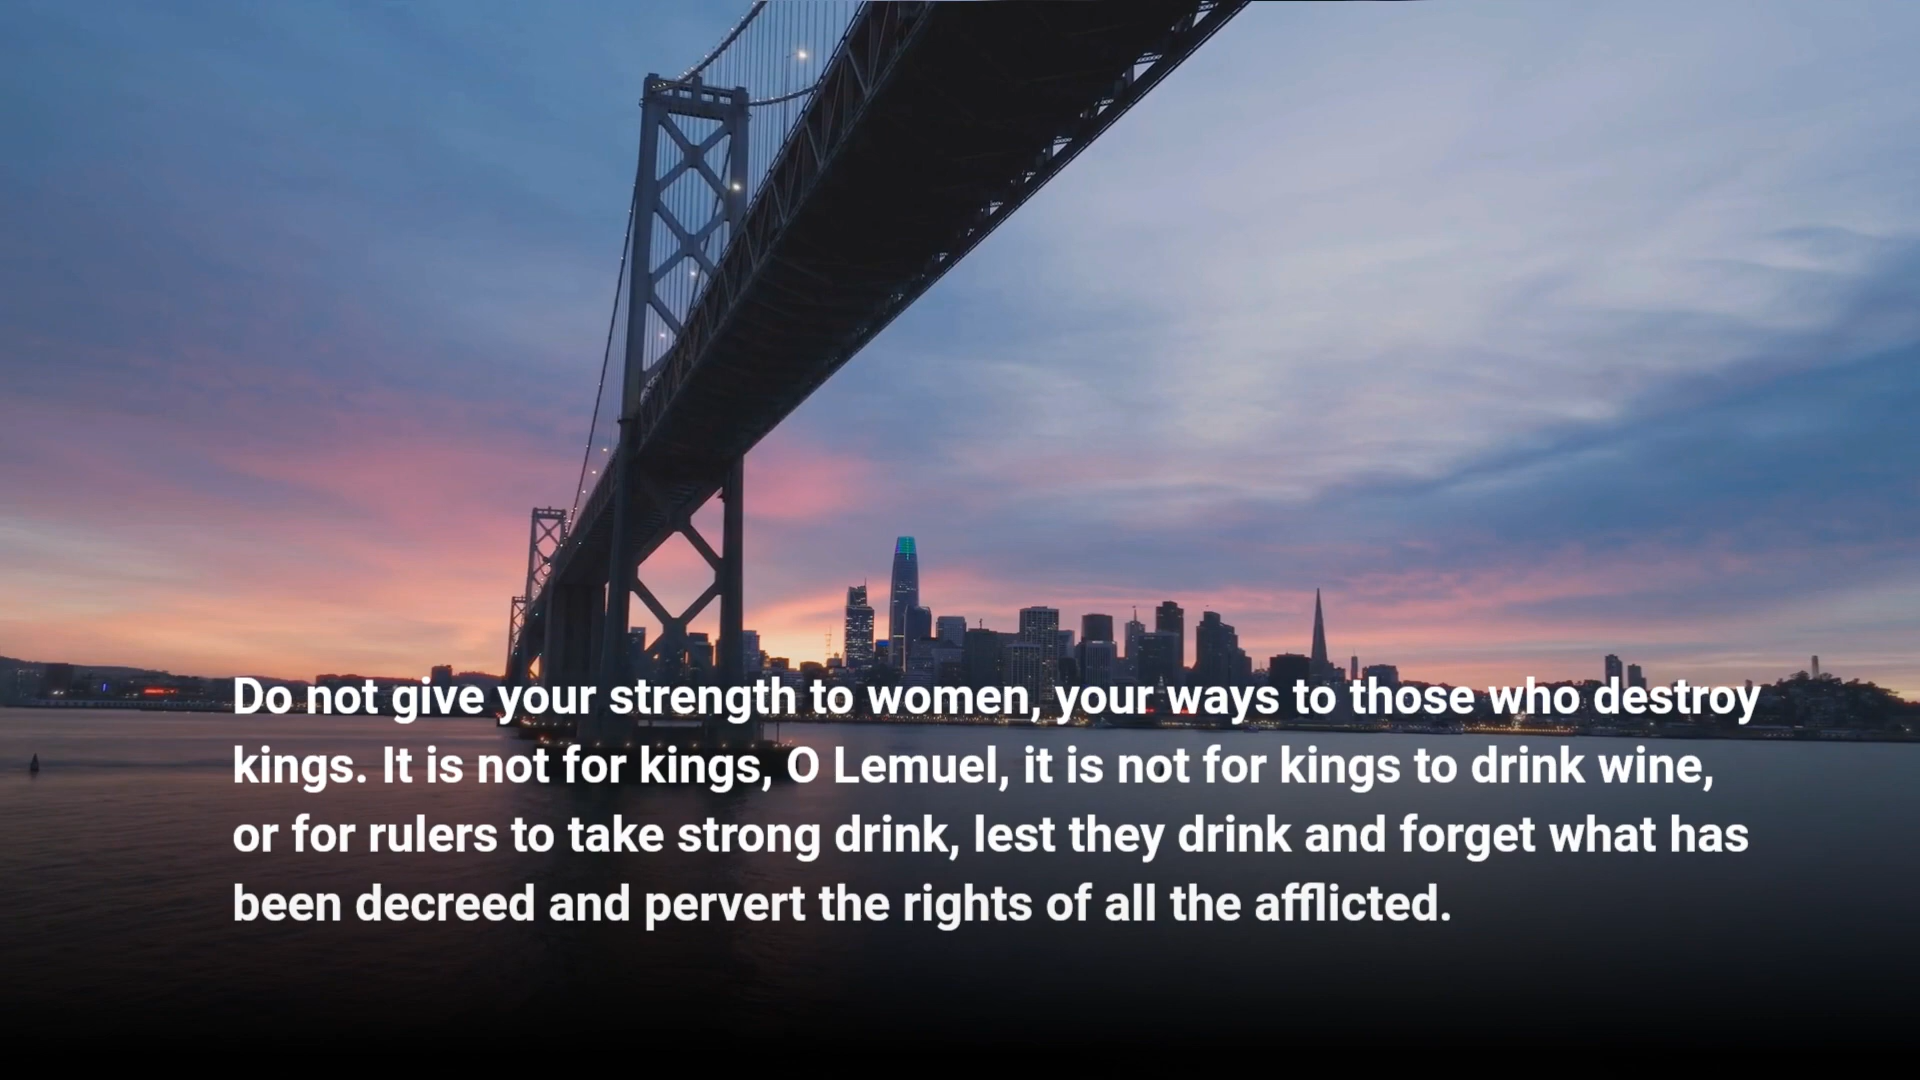 Do not give your strength to women, your ways to those who destroy
kings. It is not for kings, O Lemuel, it is not for kings to drink wine,
or for rulers to take strong drink, lest they drink and forget what has
been decreed and pervert the rights of all the afflicted.